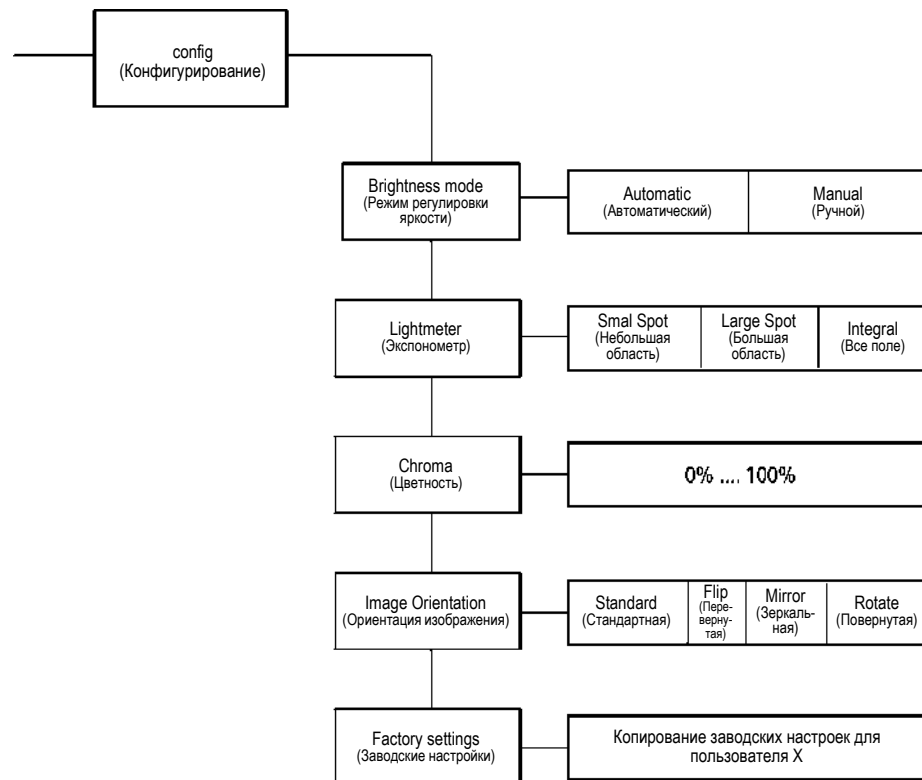 config
(Конфигурирование)
Brightness mode
(Режим регулировки
яркости)
Automatic
(Автоматический)
Manual
(Ручной)
Lightmeter
(Экспонометр)
Smal Spot
(Небольшая
область)
Large Spot
(Большая
область)
Integral
(Все поле)
Chroma
(Цветность)
0% .... 100%
Image Orientation
(Ориентация изображения)
Standard
(Стандартная)
Flip
(Пере-
верну-
тая)
Mirror
(Зеркаль-
ная)
Rotate
(Повернутая)
Factory settings
(Заводские настройки)
Копирование заводских настроек для
пользователя X